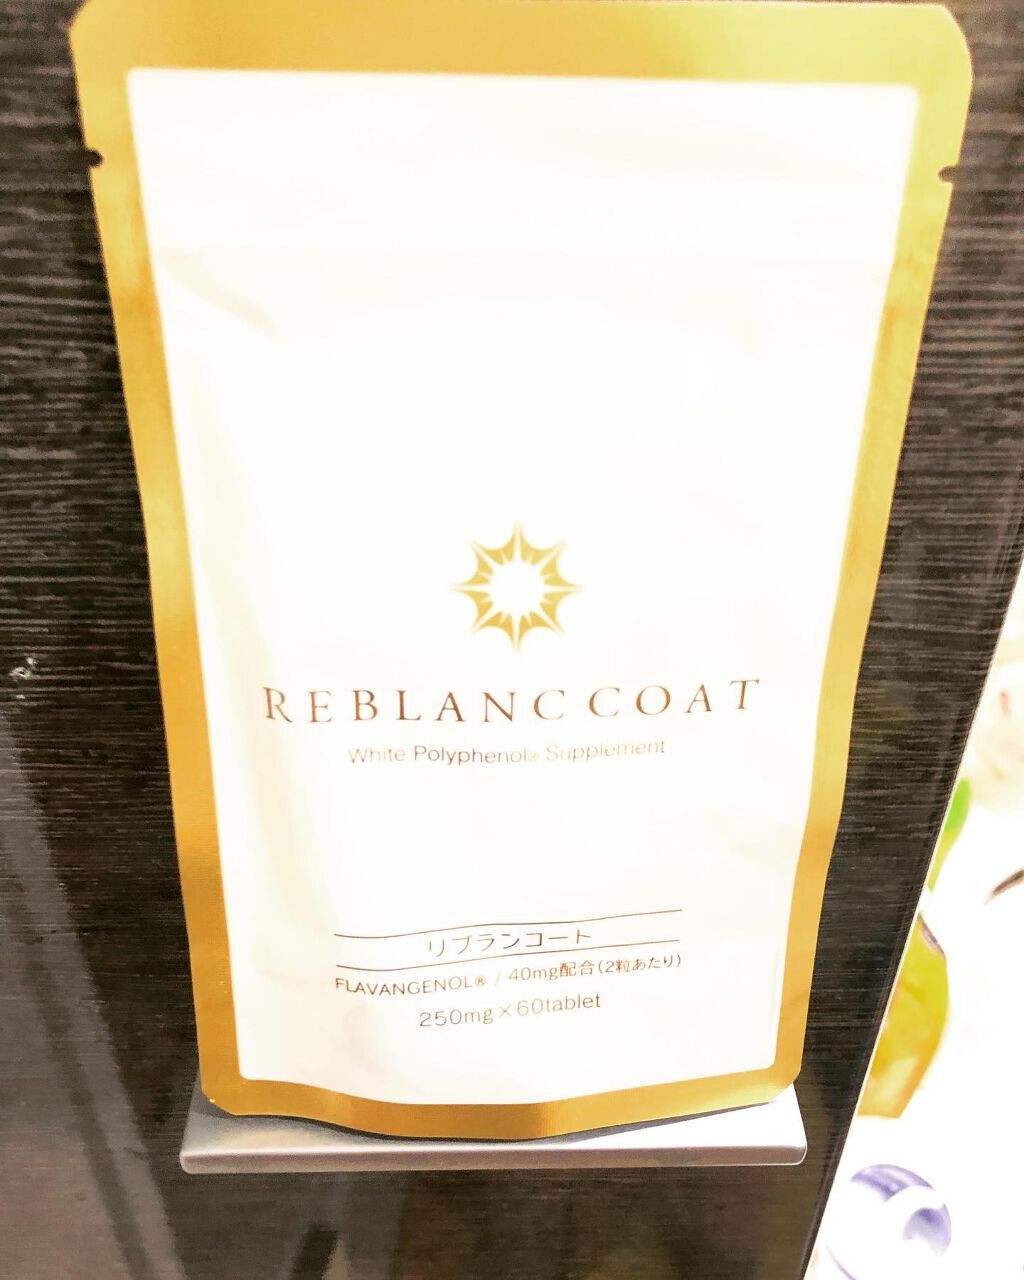 REBLANC COAT
White Polyphenol® Supplement
リブランコート
FLAVANGENOL® / 40mg配合(2粒あたり)
250mg×60tablet